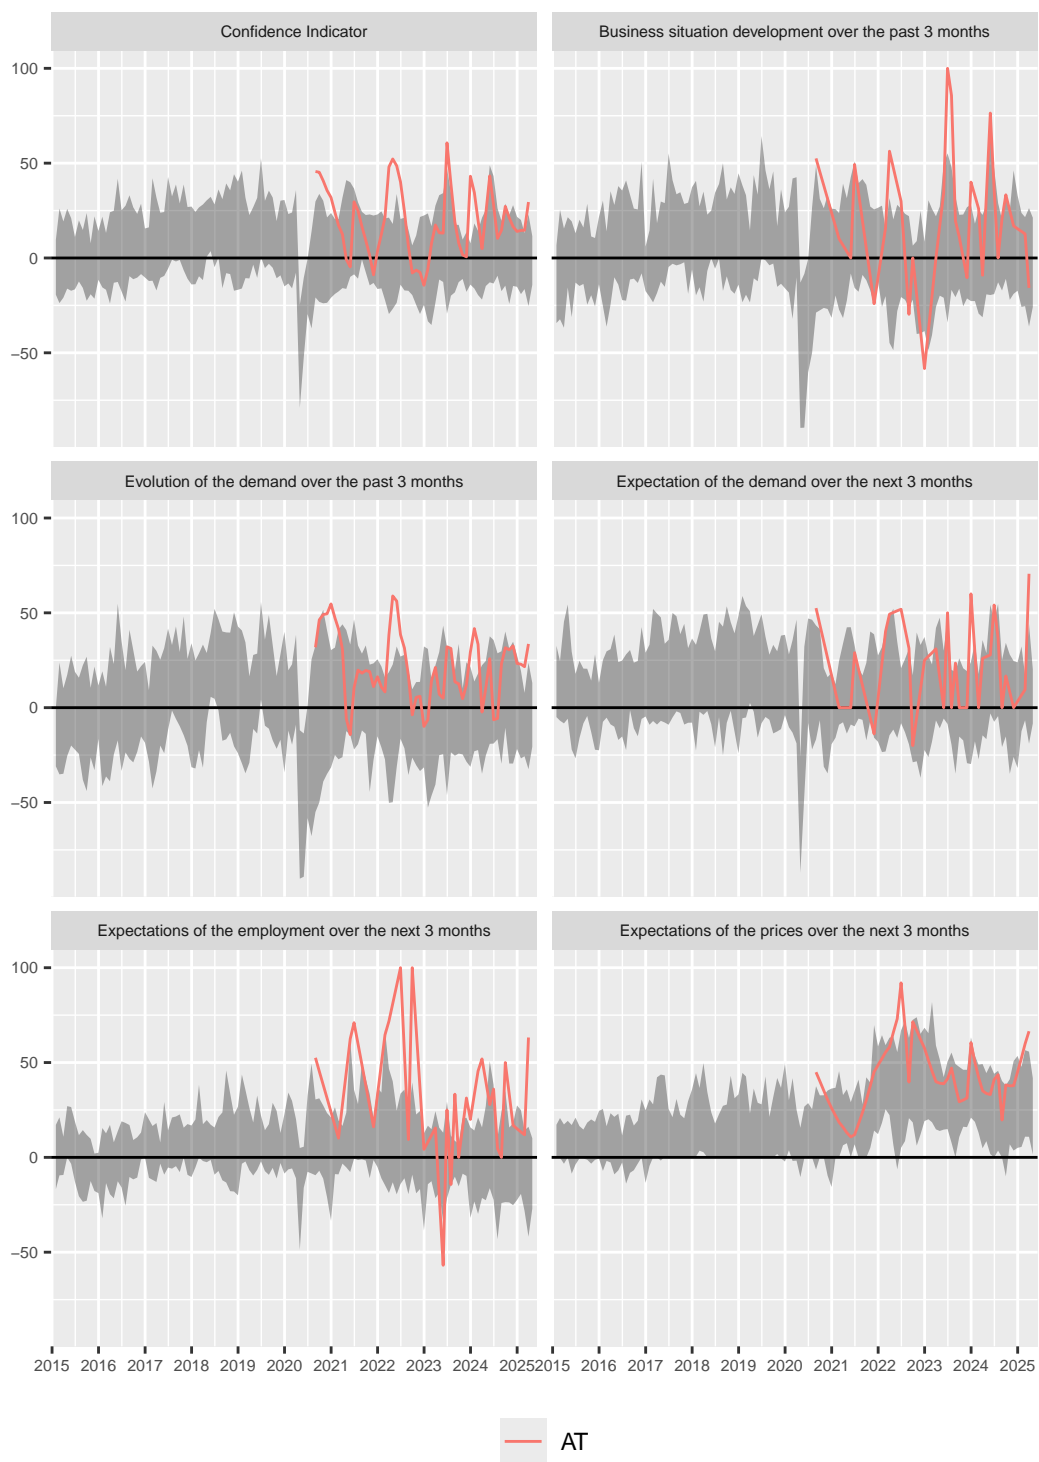 Confidence Indicator
Business situation development over the past 3 months
100
50
0
−50
Evolution of the demand over the past 3 months
Expectation of the demand over the next 3 months
100
50
0
−50
Expectations of the employment over the next 3 months
Expectations of the prices over the next 3 months
100
50
0
−50
2015 2016 2017 2018 2019 2020 2021 2022 2023 2024 2025
2015 2016 2017 2018 2019 2020 2021 2022 2023 2024 2025
AT